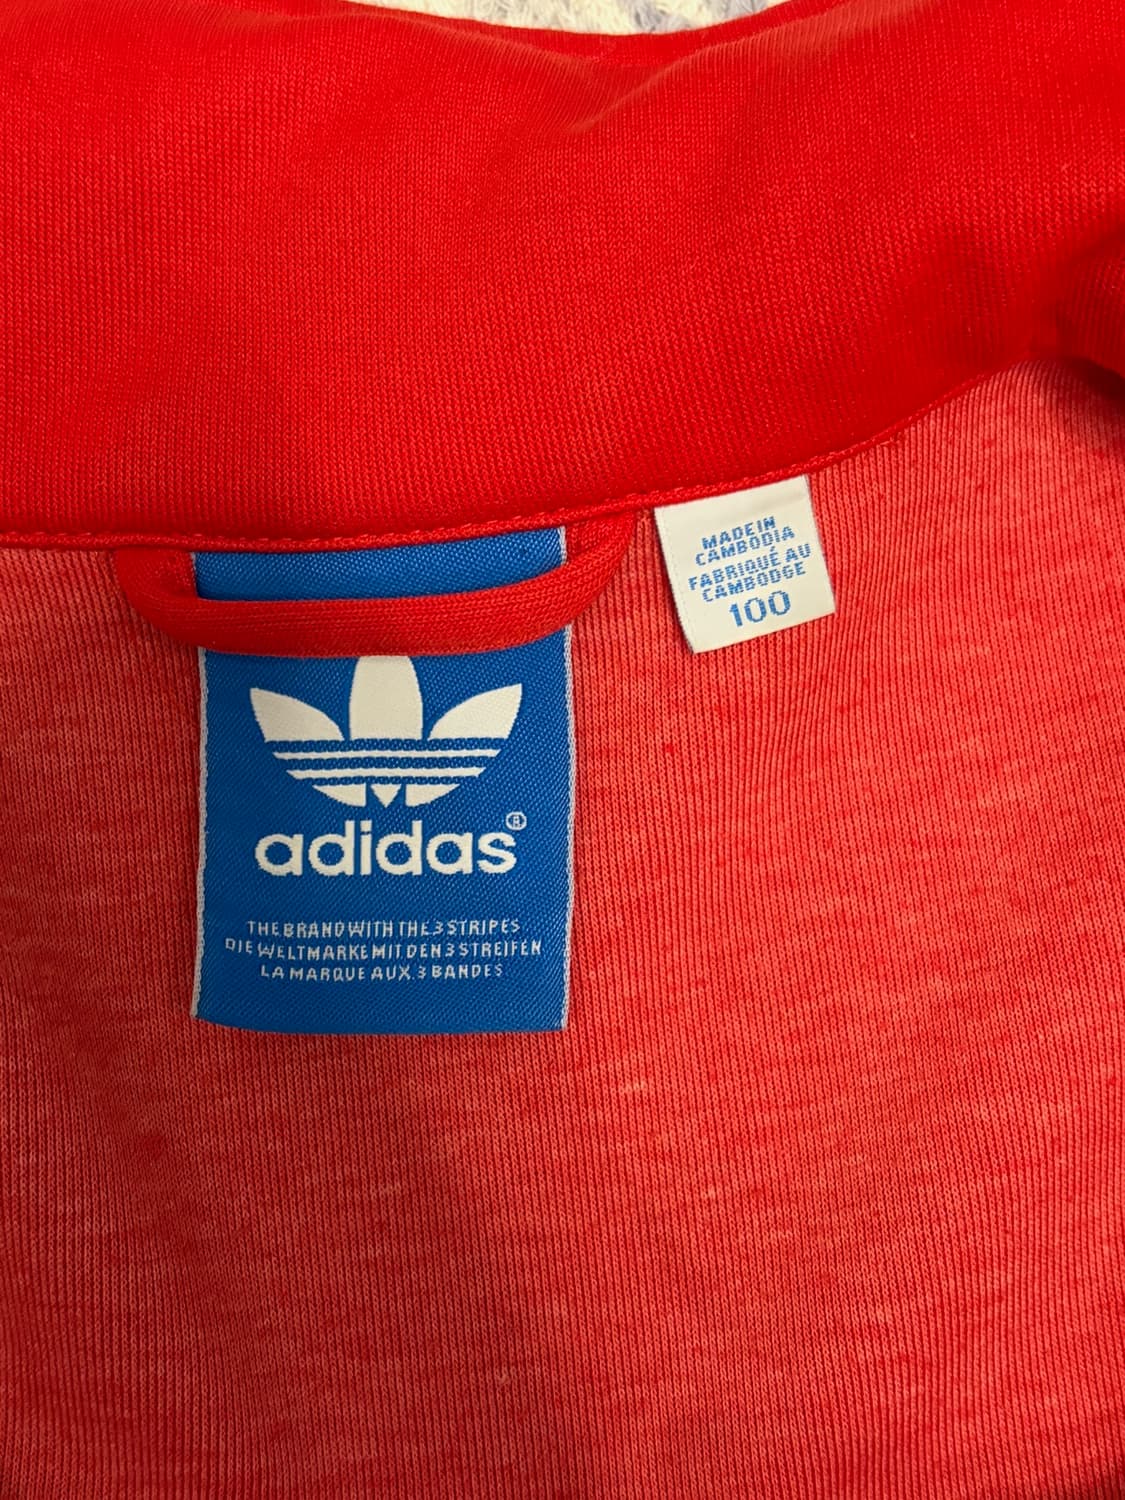 MADE IN
CAMBODIA
FABRIQUÉ AU
CAMBODGE
100
adidas®
THE BRAND WITH THE 3 STRIPES
DIE WELTMARKE MIT DEN 3 STREIFEN
LA MARQUE AUX 3 BANDES